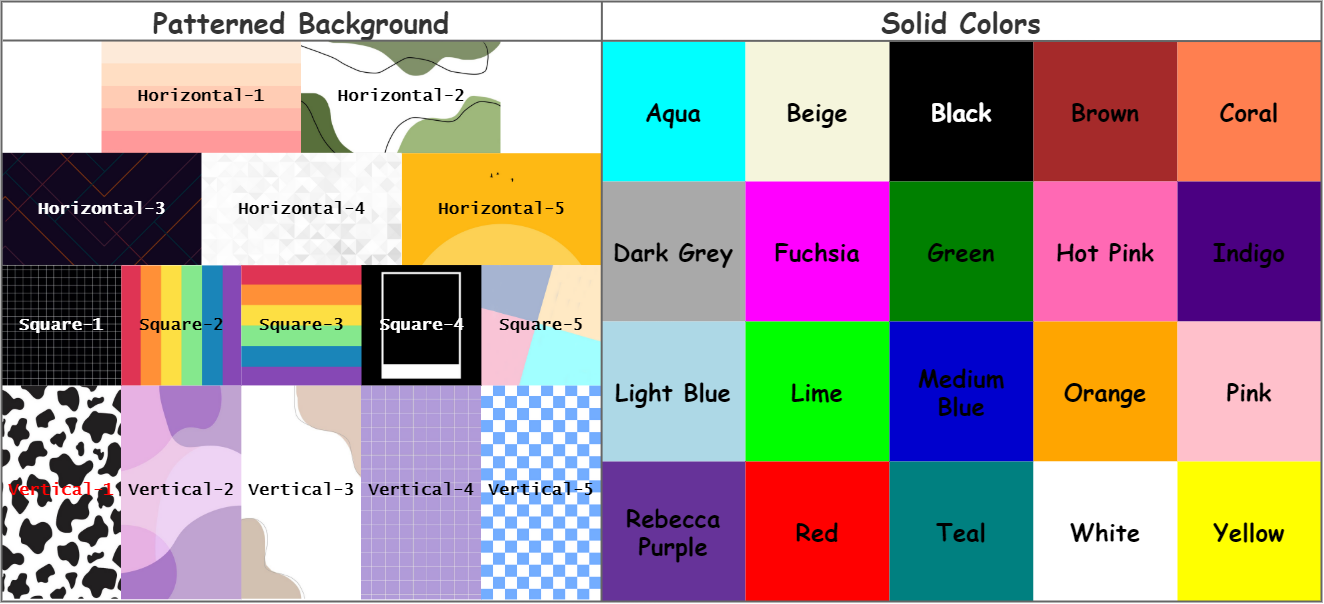 Patterned Background
Solid Colors
Horizontal-1
Horizontal-2
Horizontal-3
Horizontal-4
Horizontal-5
Square-1
Square-2
Square-3
Square-4
Square-5
Vertical-1
Vertical-2
Vertical-3
Vertical-4
Vertical-5
Aqua
Beige
Black
Brown
Coral
Dark Grey
Fuchsia
Green
Hot Pink
Indigo
Light Blue
Lime
Medium
Blue
Orange
Pink
Rebecca
Purple
Red
Teal
White
Yellow